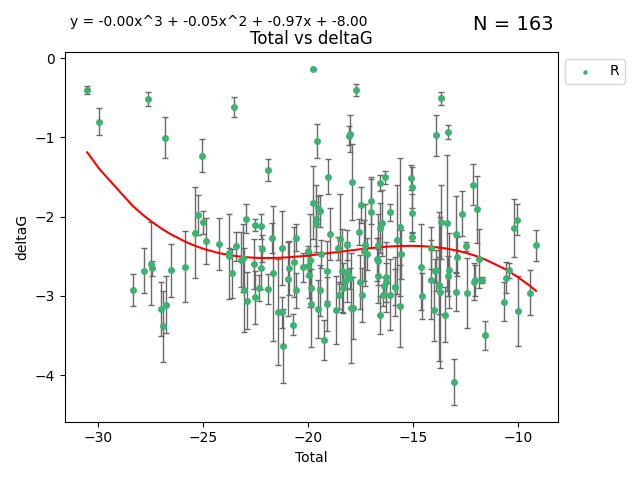 y = -0.00x^3 + -0.05x^2 + -0.97x + -8.00
N = 163
Total vs deltaG
R
deltaG
0
−1
−2
−3
−4
−30
−25
−20
−15
−10
Total